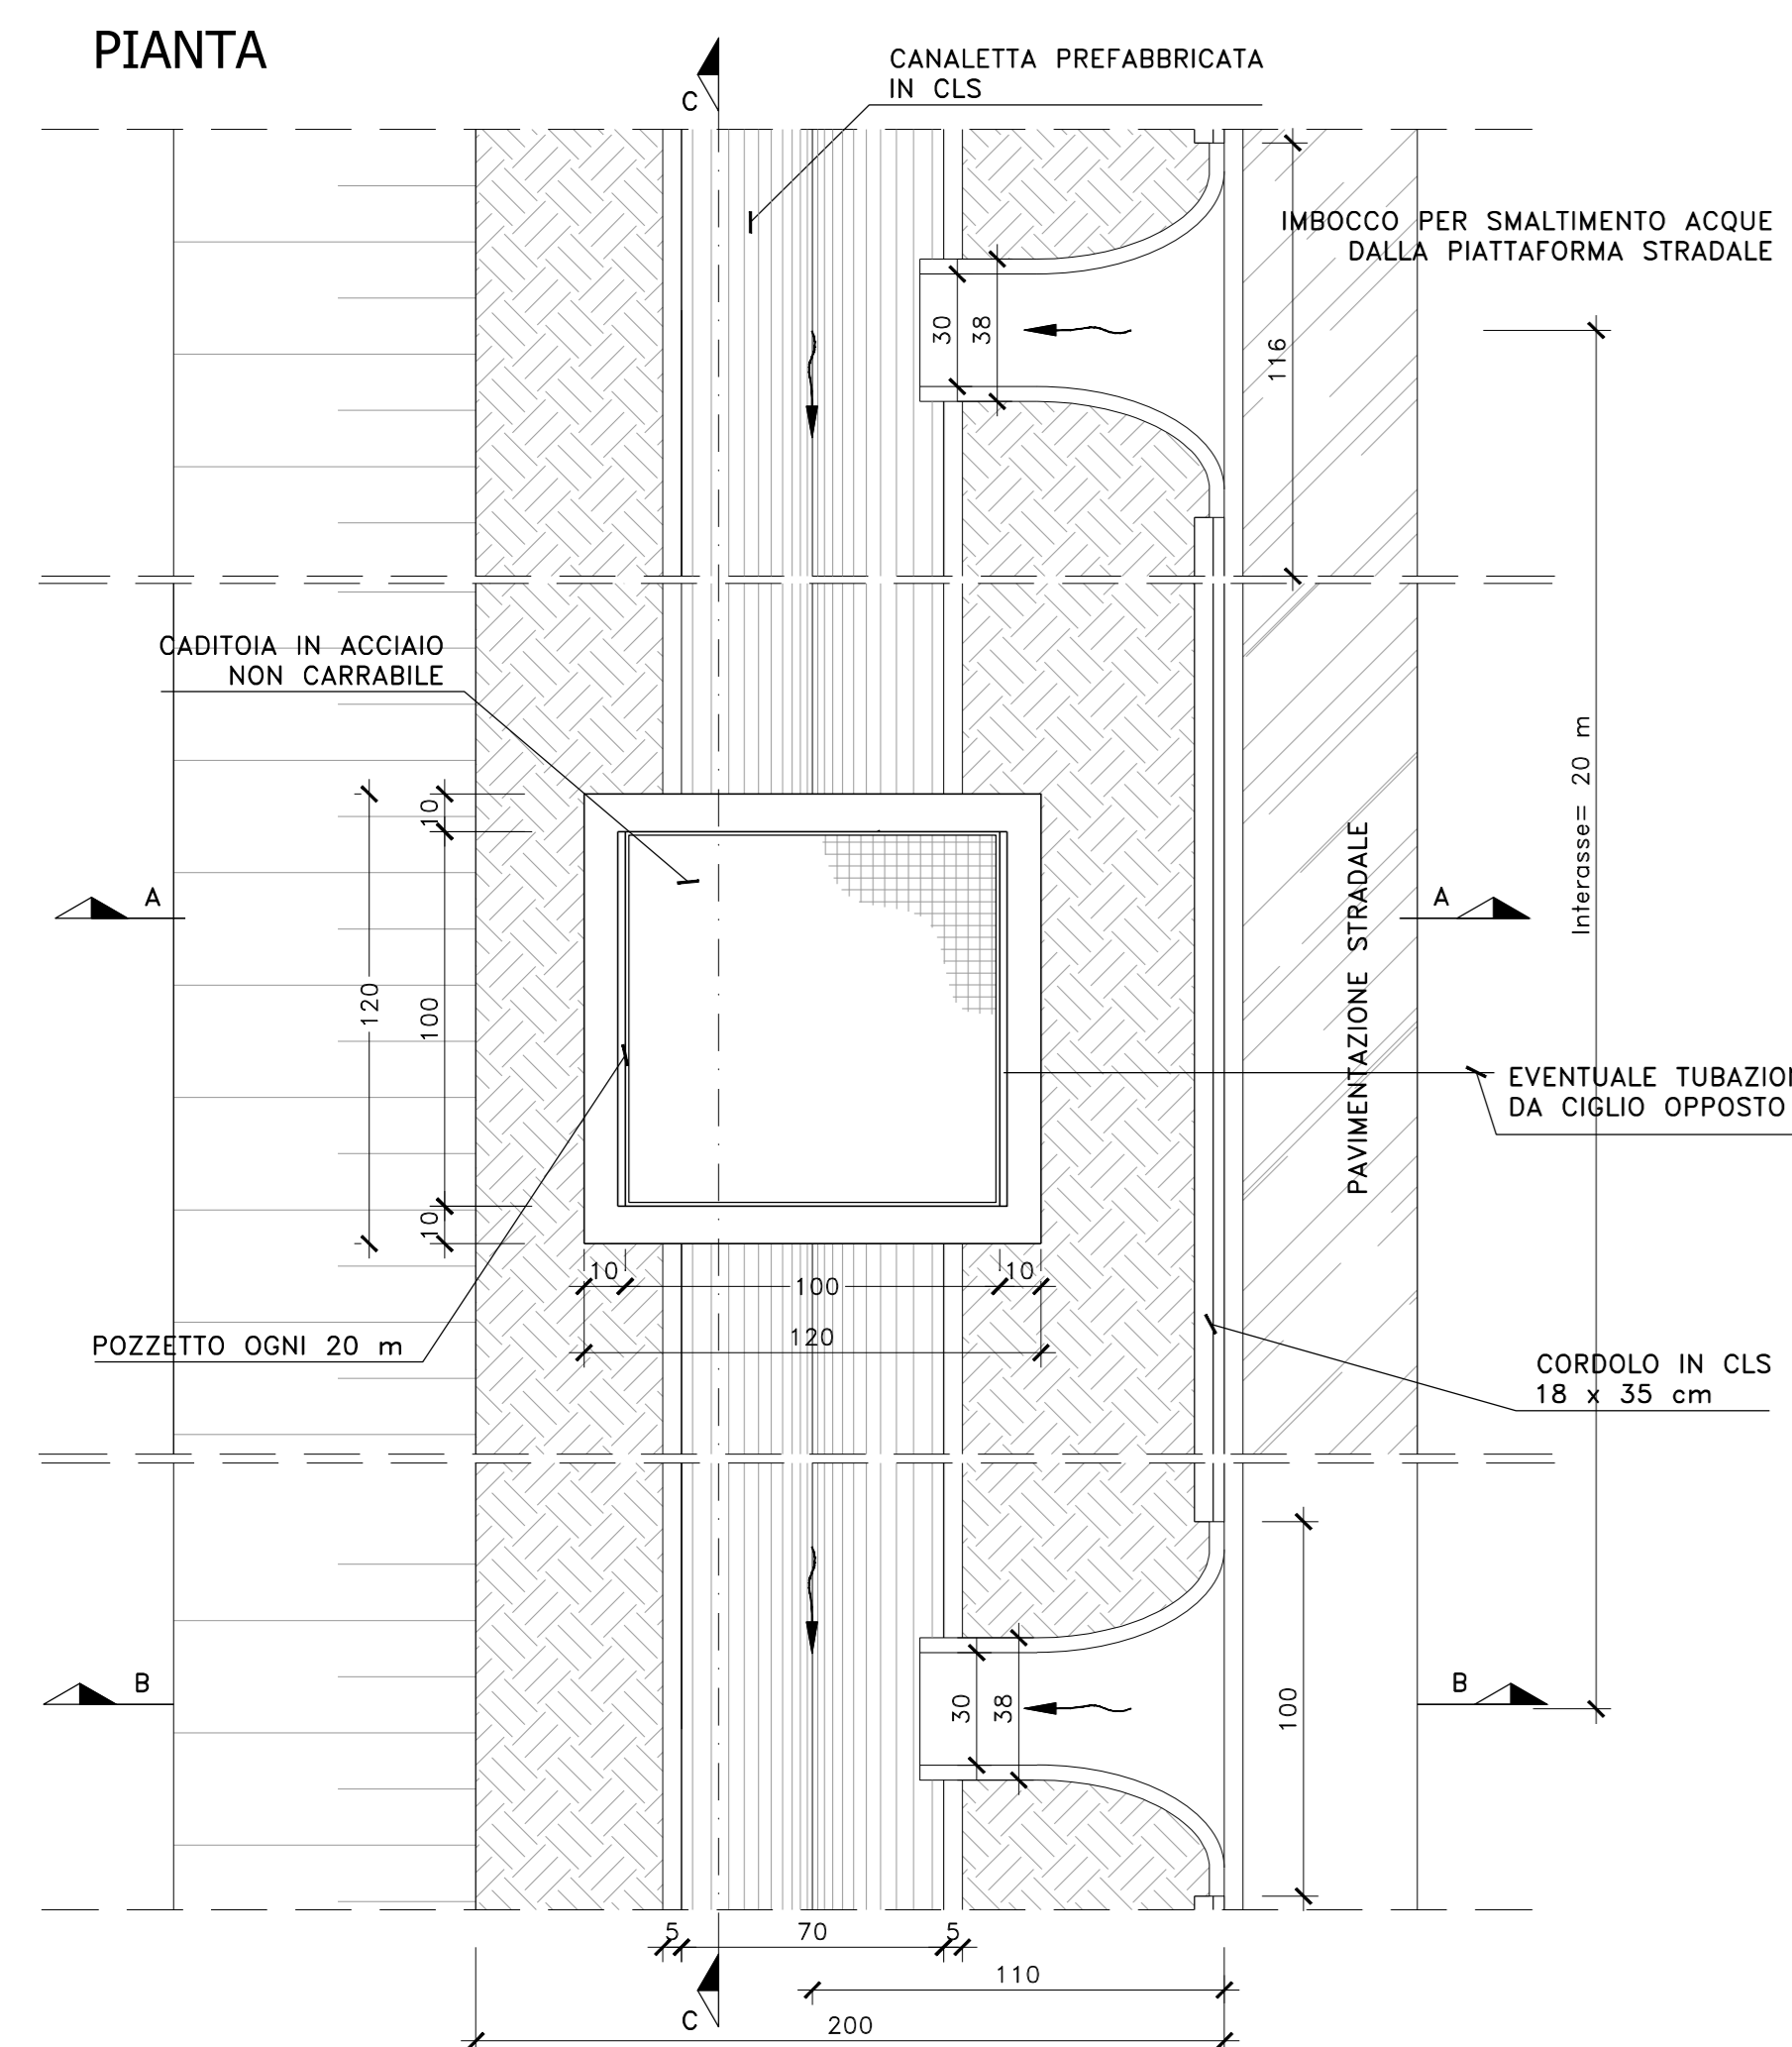 PIANTA
C
CANALETTA PREFABBRICATA
IN CLS
IMBOCCO PER SMALTIMENTO ACQUE
DALLA PIATTAFORMA STRADALE
30
38
116
CADITOIA IN ACCIAIO
NON CARRABILE
Interasse= 20 m
10
A
A
PAVIMENTAZIONE STRADALE
120
100
EVENTUALE TUBAZION
DA CIGLIO OPPOSTO
10
10
100
10
120
POZZETTO OGNI 20 m
CORDOLO IN CLS
18 x 35 cm
B
B
30
38
100
5
70
5
110
C
200